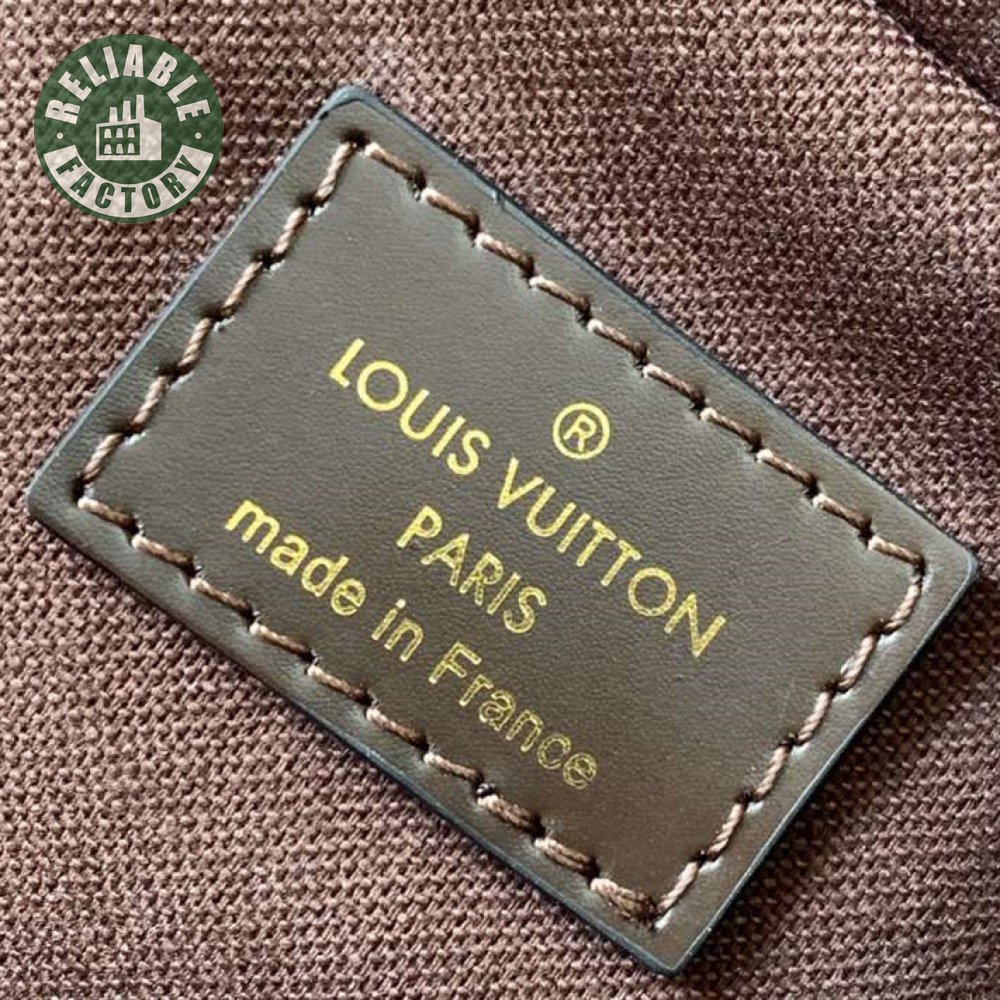 RELIABLE
FACTORY
®
LOUIS VUITTON
PARIS
made in France